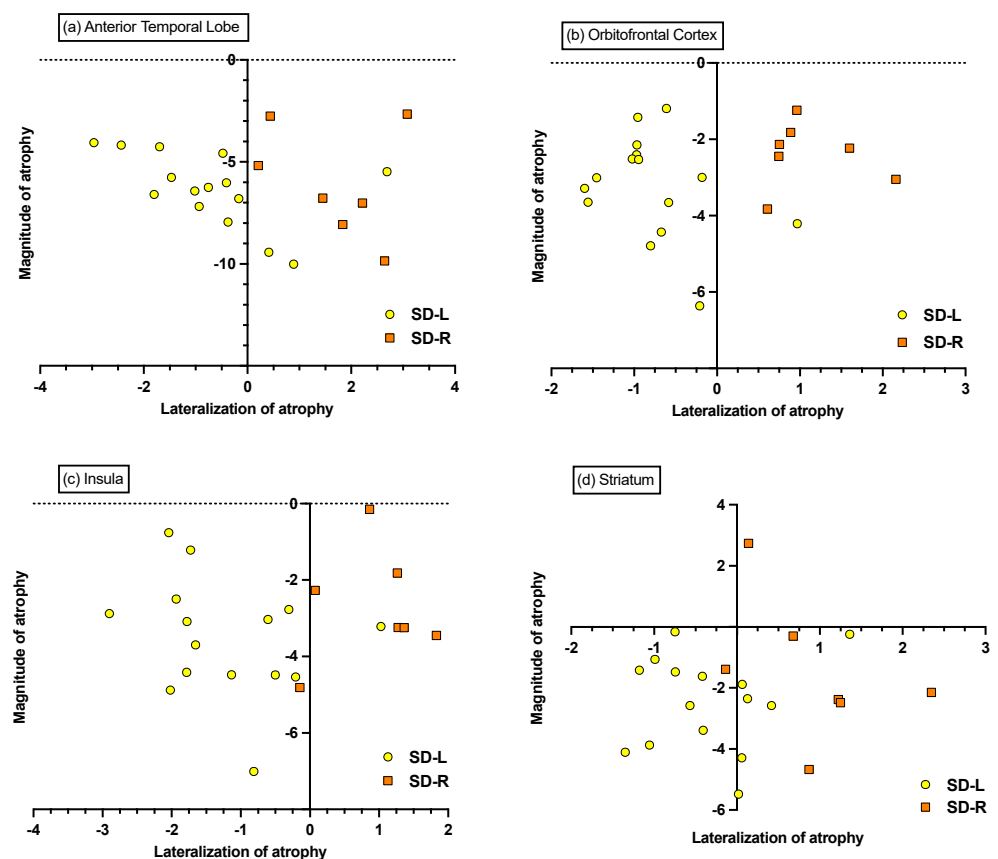 (a) Anterior Temporal Lobe
0
-5
-10
Magnitude of atrophy
SD-L
SD-R
-4 -2 0 2 4
Lateralization of atrophy
(b) Orbitofrontal Cortex
0
-2
-4
-6
Magnitude of atrophy
SD-L
SD-R
-2 -1 0 1 2 3
Lateralization of atrophy
(c) Insula
0
-2
-4
-6
Magnitude of atrophy
SD-L
SD-R
-4 -3 -2 -1 0 1 2
Lateralization of atrophy
(d) Striatum
4
2
-2 -1 0 1 2 3
-2
-4
-6
Magnitude of atrophy
SD-L
SD-R
Lateralization of atrophy